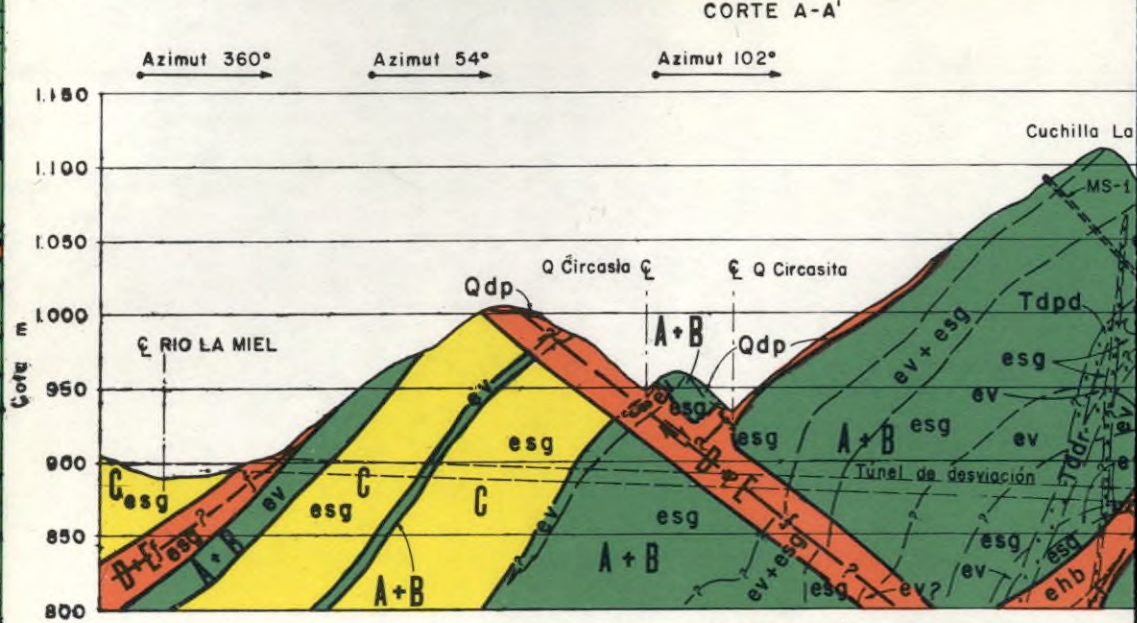 CORTE A-A'
Azimut 360° Azimut 54° Azimut 102°
1.150
Cuchilla La
1.100
MS-1
1.050
Q Circasia ℄ ℄ Q Circasita
Qdp Tdpd
1.000
A+B
℄ RIO LA MIEL Qdp
ev + esg
esg
Cota m
950
ev ev ev ev
esg
esg esg A+B esg ev
900
Túnel de desviación
C esg ev C Tddr
esg C D+E
esg
850
D+E esg ? A+B ev esg esg
A+B ev+esg ev ehb
A+B esg ev?
800